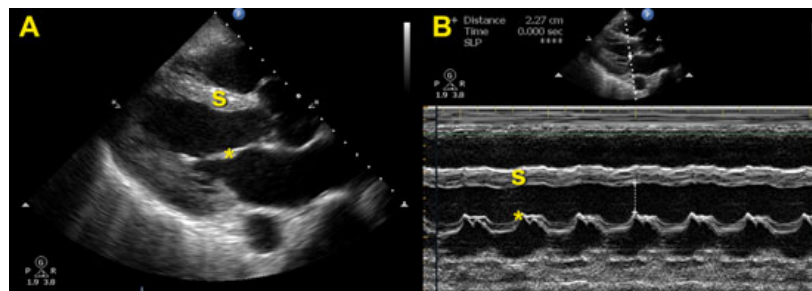 A
P
S
*
P R
G
P R
1.9 3.8
B
+ Distance 2.27 cm
Time 0.000 sec
SLP ****
P
G
P R
1.9 3.8
S
*